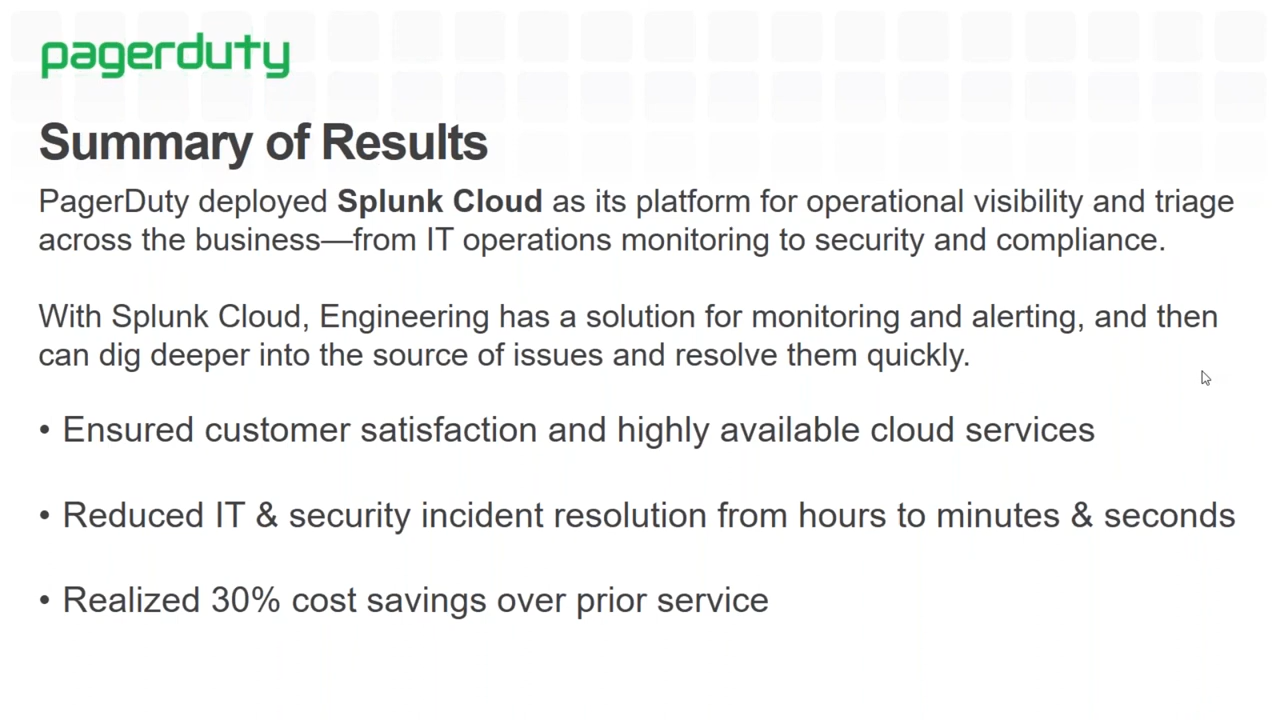 pagerduty
Summary of Results
PagerDuty deployed Splunk Cloud as its platform for operational visibility and triage
across the business—from IT operations monitoring to security and compliance.
With Splunk Cloud, Engineering has a solution for monitoring and alerting, and then
can dig deeper into the source of issues and resolve them quickly.
• Ensured customer satisfaction and highly available cloud services
• Reduced IT & security incident resolution from hours to minutes & seconds
• Realized 30% cost savings over prior service